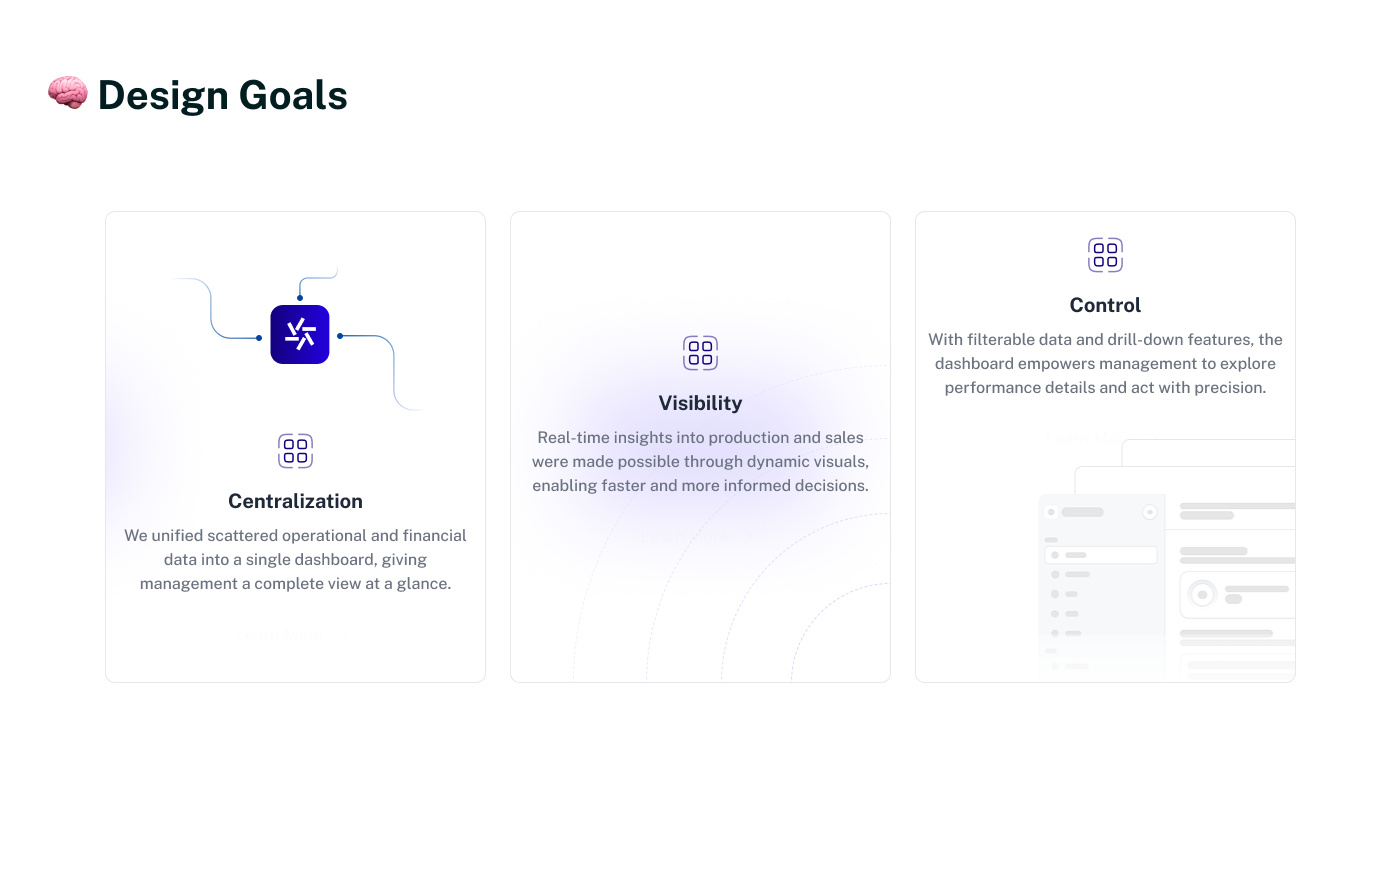 Design Goals
Centralization
We unified scattered operational and financial
data into a single dashboard, giving
management a complete view at a glance.
Visibility
Real-time insights into production and sales
were made possible through dynamic visuals,
enabling faster and more informed decisions.
Control
With filterable data and drill-down features, the
dashboard empowers management to explore
performance details and act with precision.